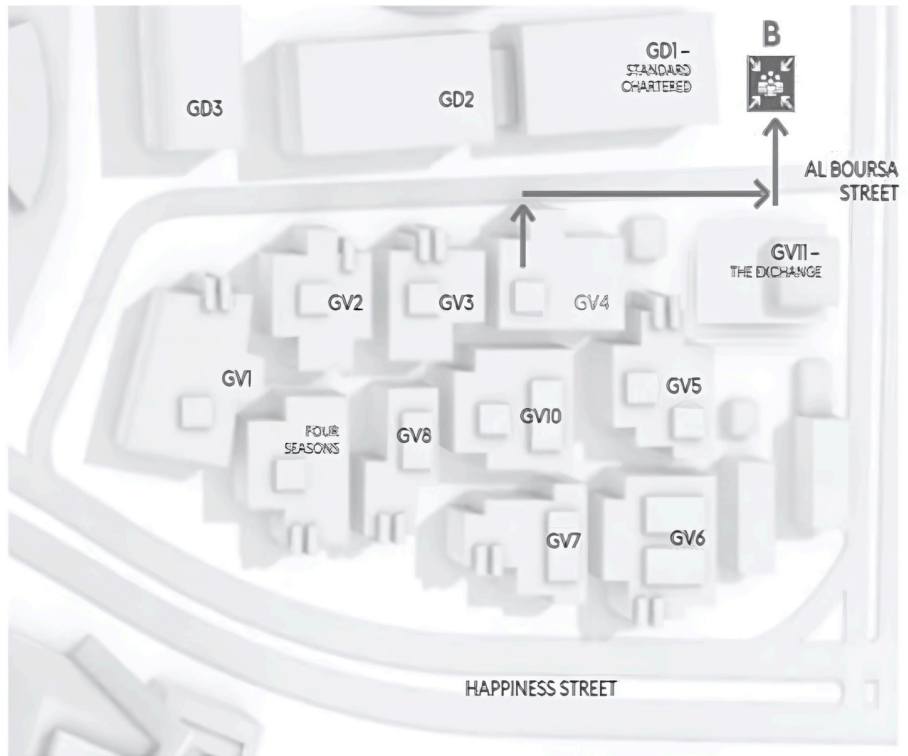 B
GD1 –
STANDARD
CHARTERED
GD2
GD3
AL BOURSA
STREET
GV11 –
THE EXCHANGE
GV2
GV3
GV4
GV1
GV5
FOUR
SEASONS
GV8
GV10
GV7
GV6
HAPPINESS STREET